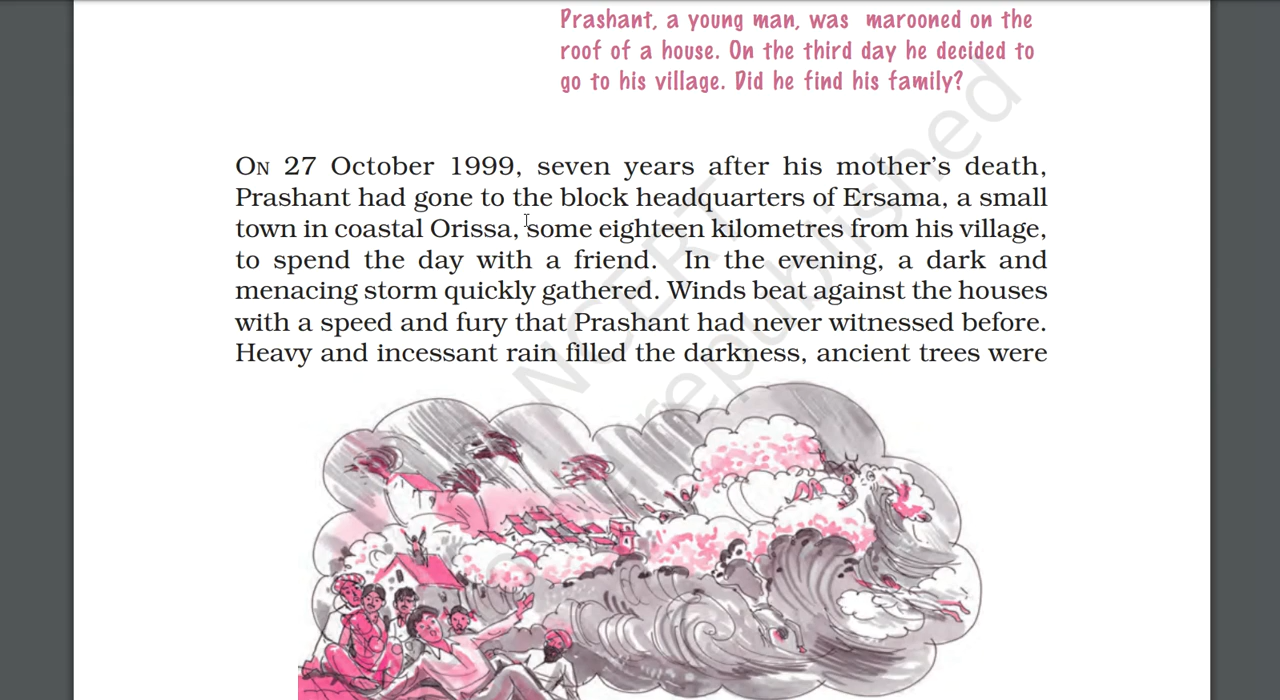 Prashant, a young man, was marooned on the
roof of a house. On the third day he decided to
go to his village. Did he find his family?
ON 27 October 1999, seven years after his mother's death,
Prashant had gone to the block headquarters of Ersama, a small
town in coastal Orissa, some eighteen kilometres from his village,
to spend the day with a friend. In the evening, a dark and
menacing storm quickly gathered. Winds beat against the houses
with a speed and fury that Prashant had never witnessed before.
Heavy and incessant rain filled the darkness, ancient trees were
NCERT
republished